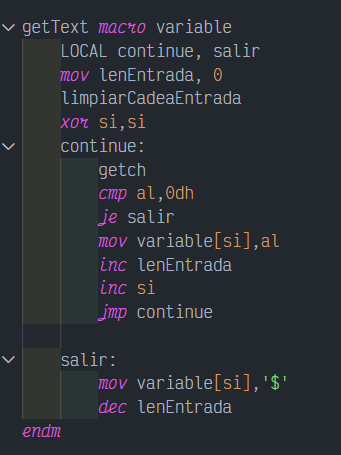 getText macro variable
LOCAL continue, salir
mov lenEntrada, 0
limpiarCadeaEntrada
xor si,si
continue:
getch
cmp al,0dh
je salir
mov variable[si],al
inc lenEntrada
inc si
jmp continue
salir:
mov variable[si],'$'
dec lenEntrada
endm